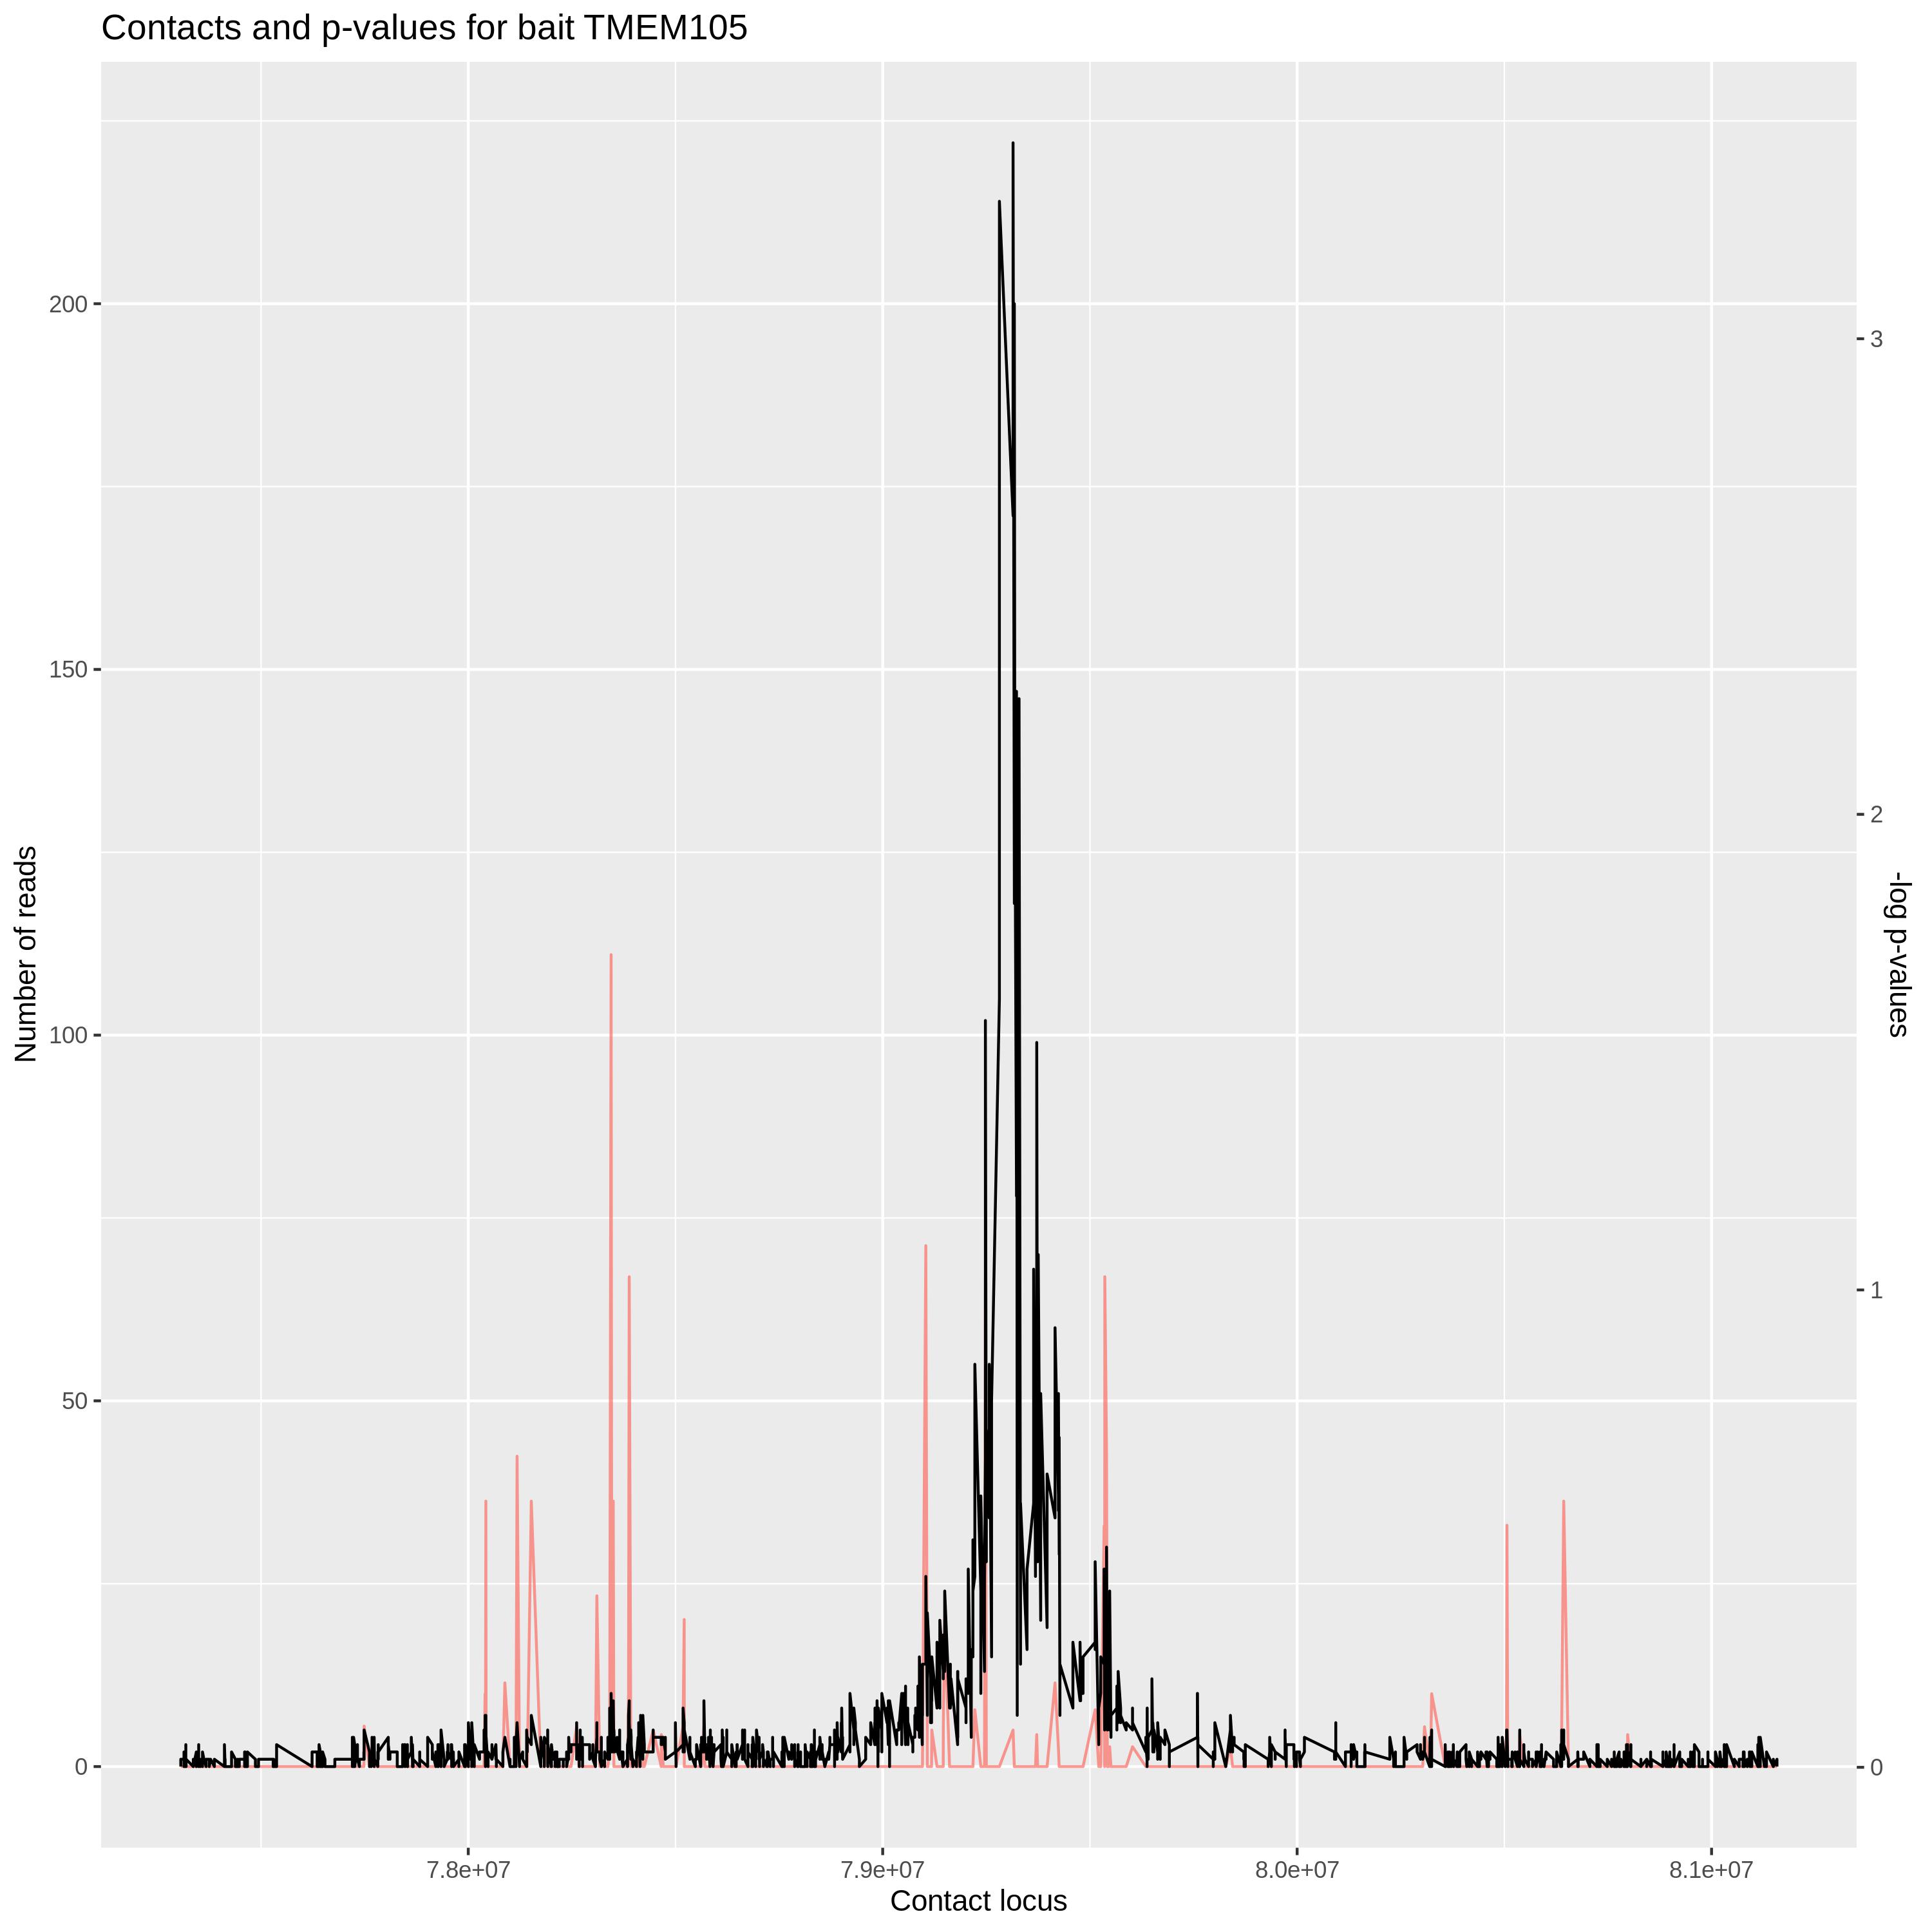 Contacts and p-values for bait TMEM105
Number of reads
200
150
100
50
0
3
2
1
0
-log p-values
7.8e+07
7.9e+07
8.0e+07
8.1e+07
Contact locus